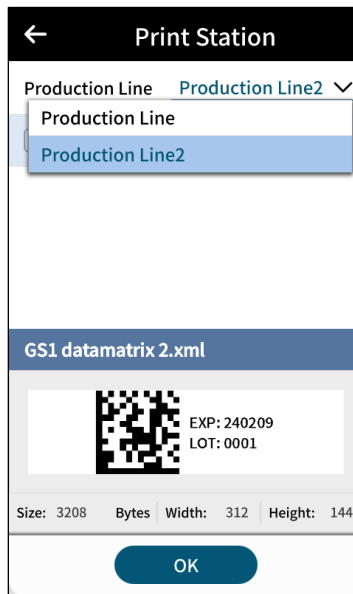 Print Station
Production Line Production Line2
Production Line
Production Line2
GS1 datamatrix 2.xml
EXP: 240209
LOT: 0001
Size: 3208 Bytes Width: 312 Height: 144
OK